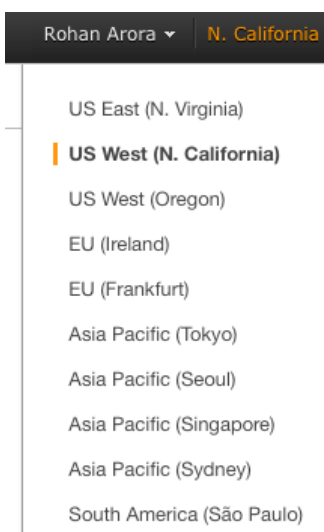 Rohan Arora N. California
US East (N. Virginia)
US West (N. California)
US West (Oregon)
EU (Ireland)
EU (Frankfurt)
Asia Pacific (Tokyo)
Asia Pacific (Seoul)
Asia Pacific (Singapore)
Asia Pacific (Sydney)
South America (São Paulo)